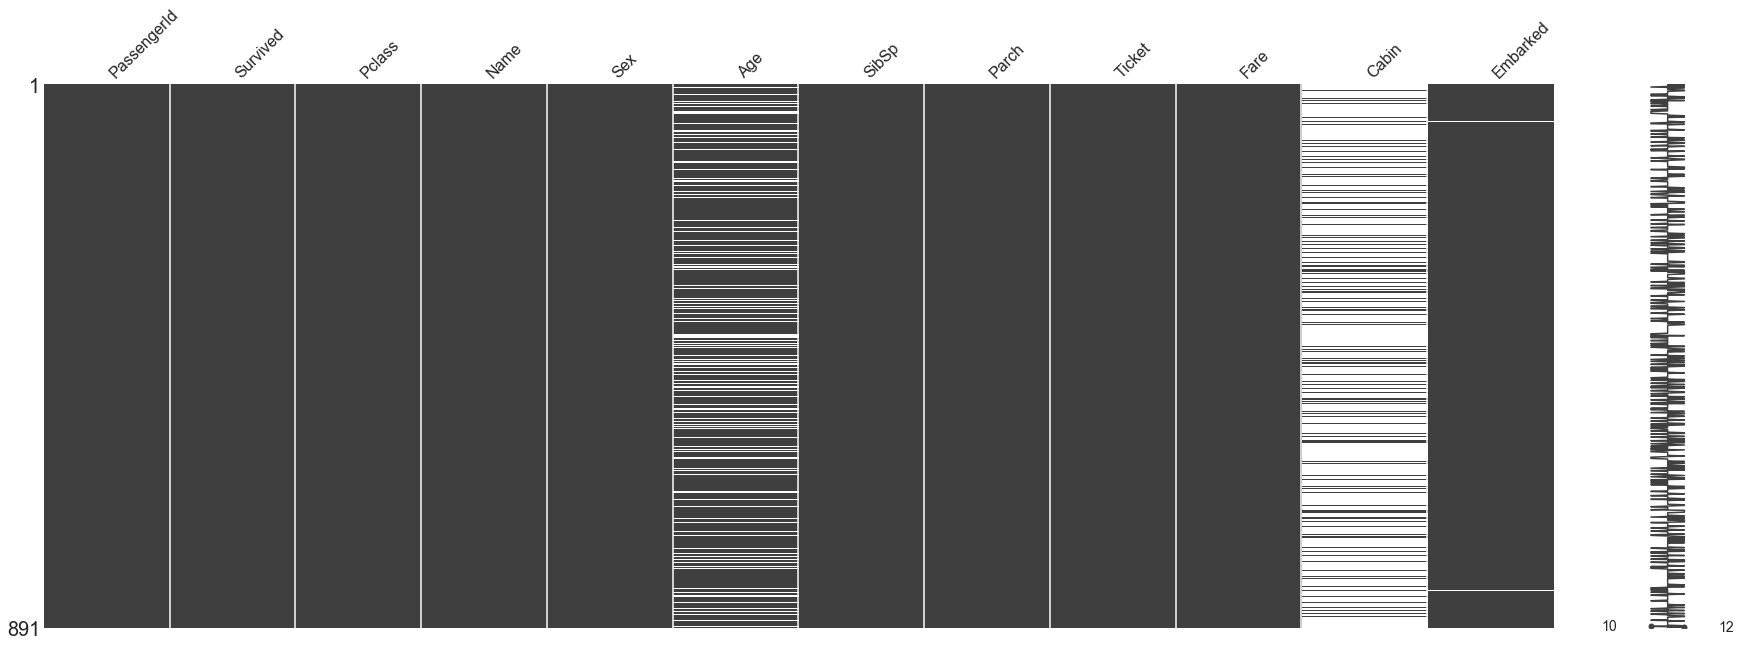 PassengerId
Survived
Pclass
Name
Sex
Age
SibSp
Parch
Ticket
Fare
Cabin
Embarked
1
891
10
12